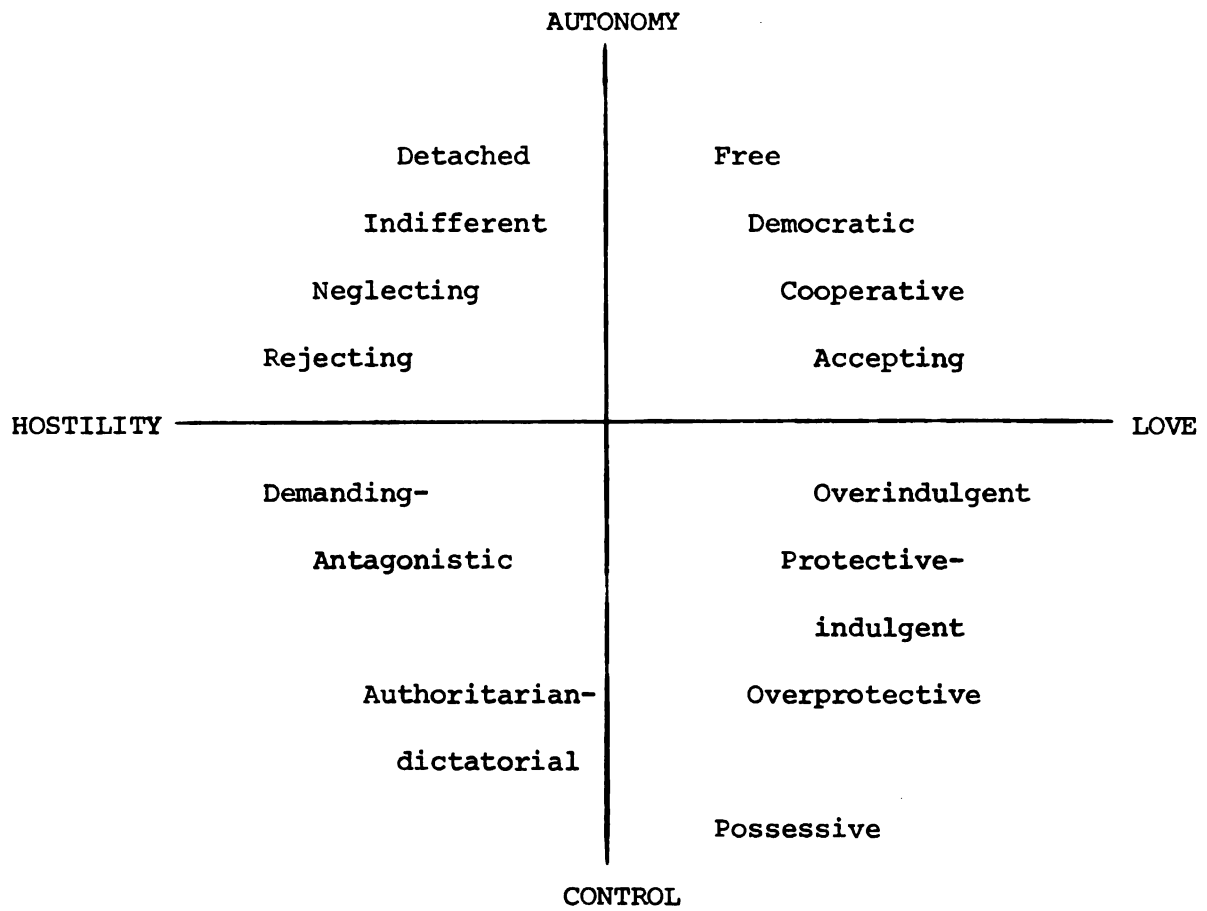 AUTONOMY
Detached Free
Indifferent Democratic
Neglecting Cooperative
Rejecting Accepting
HOSTILITY LOVE
Demanding- Overindulgent
Antagonistic Protective-
indulgent
Authoritarian- Overprotective
dictatorial
Possessive
CONTROL